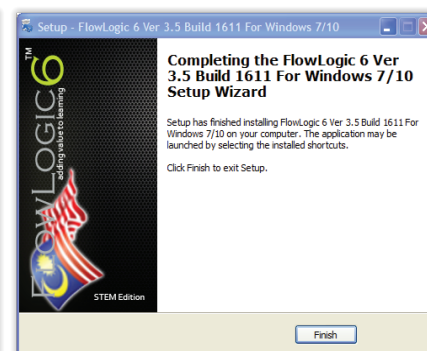 Setup - FlowLogic 6 Ver 3.5 Build 1611 For Windows 7/10
FLOWLOGIC6™
adding value to learning
STEM Edition
Completing the FlowLogic 6 Ver
3.5 Build 1611 For Windows 7/10
Setup Wizard
Setup has finished installing FlowLogic 6 Ver 3.5 Build 1611 For
Windows 7/10 on your computer. The application may be
launched by selecting the installed shortcuts.
Click Finish to exit Setup.
Finish